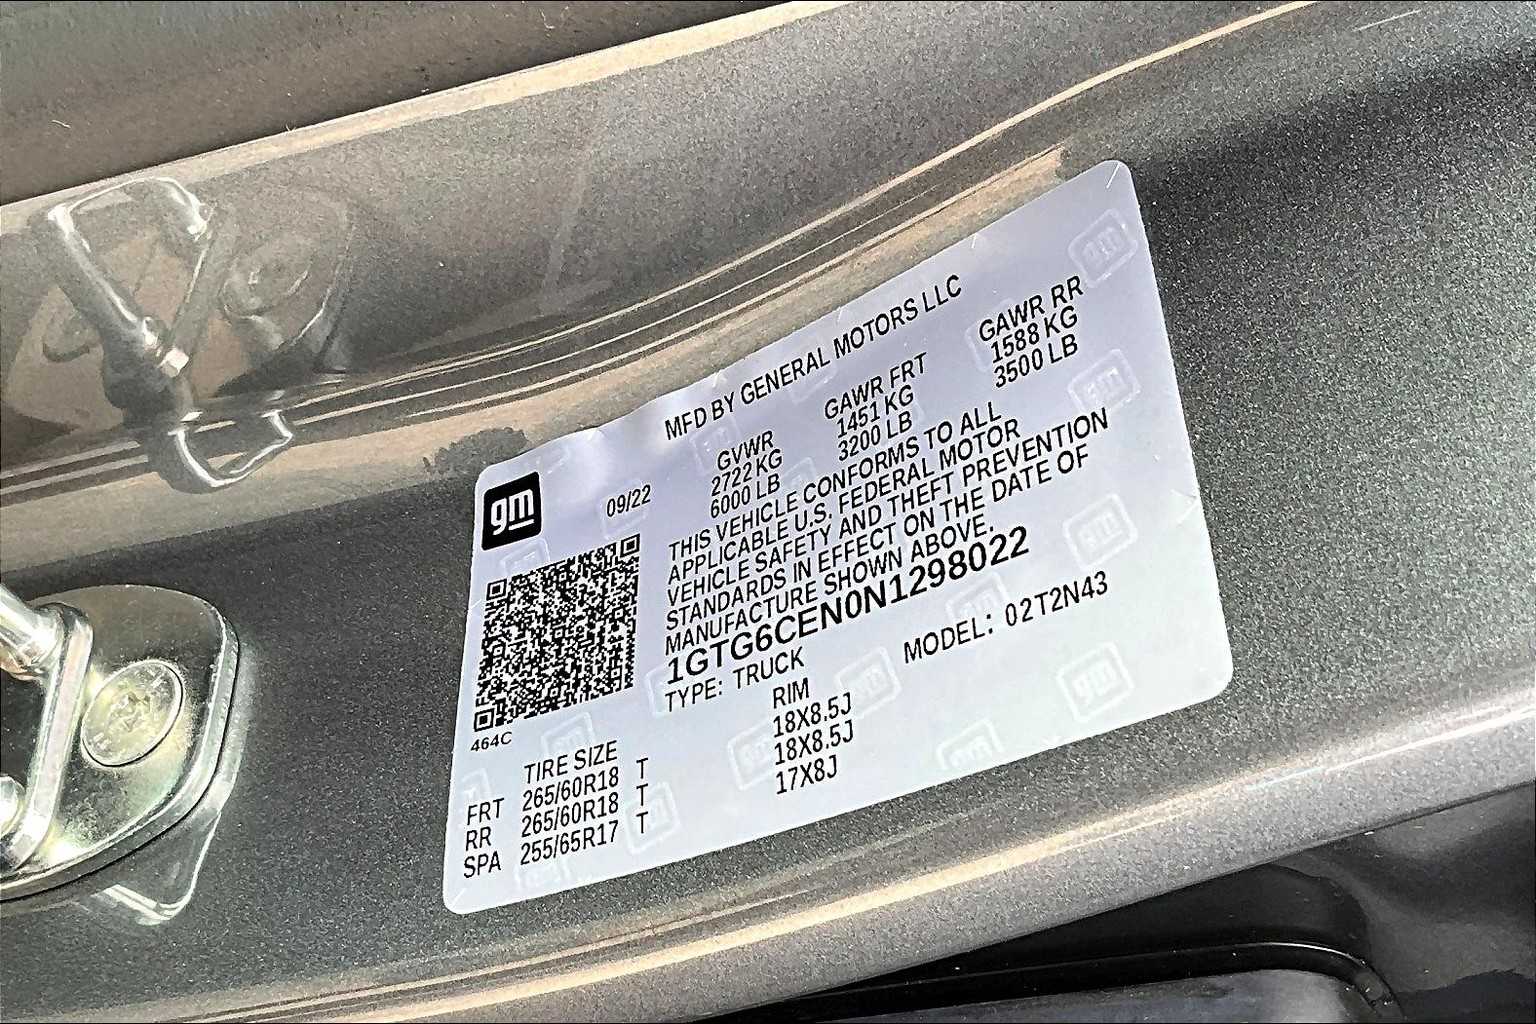 MFD BY GENERAL MOTORS LLC
gm
09/22
GVWR GAWR FRT GAWR RR
2722 KG 1451 KG 1588 KG
6000 LB 3200 LB 3500 LB
THIS VEHICLE CONFORMS TO ALL
APPLICABLE U.S. FEDERAL MOTOR
VEHICLE SAFETY AND THEFT PREVENTION
STANDARDS IN EFFECT ON THE DATE OF
MANUFACTURE SHOWN ABOVE.
1GTG6CEN0N1298022
TYPE: TRUCK MODEL: 02T2N43
464C
TIRE SIZE RIM
FRT 265/60R18 T 18X8.5J
RR 265/60R18 T 18X8.5J
SPA 255/65R17 T 17X8J